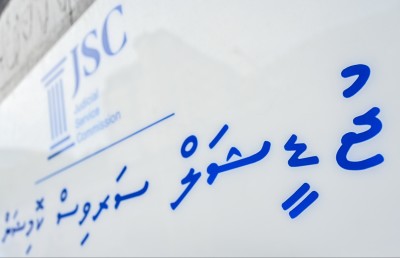 JSC
Judicial
Service
Commission
ޖުޑީޝަލް ސަރވިސް ކޮމިޝަން